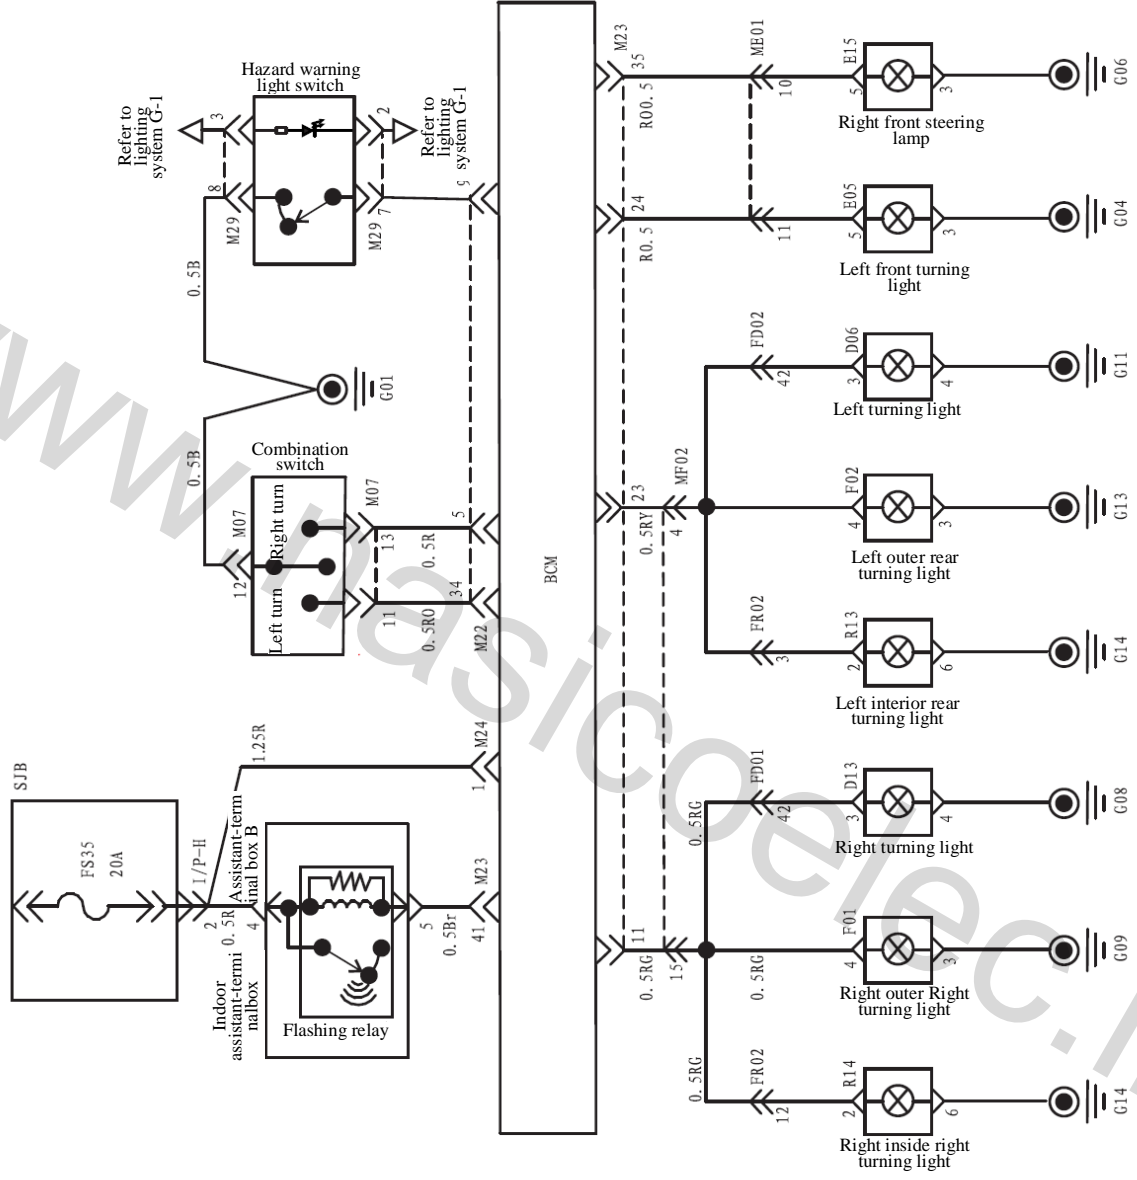 Hazard warning
light switch
Refer to
lighting
system G-1
3
2
Refer to
lighting
system G-1
8
M29
M29
7
9
0.5B
G01
0.5B
Combination
switch
M07
M07
12
Right turn
Left turn
13
5
0.5R
11
34
0.5RO
M22
SJB
FS35
20A
I/P-H
2
0.5R
4
1.25R
1
M24
Assistant-term
inal box B
Indoor
assistant-termi
nalbox
Flashing relay
5
0.5Br
41
M23
BCM
M23
35
RO0.5
ME01
10
E15
5
3
G06
Right front steering
lamp
24
R0.5
11
E05
5
3
G04
Left front turning
light
FD02
42
D06
3
4
G11
Left turning light
23
0.5RY
MF02
4
F02
4
3
G13
Left outer rear
turning light
FR02
3
R13
2
6
G14
Left interior rear
turning light
0.5RG
FD01
42
D13
3
4
G08
Right turning light
11
0.5RG
15
0.5RG
F01
4
3
G09
Right outer Right
turning light
0.5RG
FR02
12
R14
2
6
G14
Right inside right
turning light
www.nasicoelec.